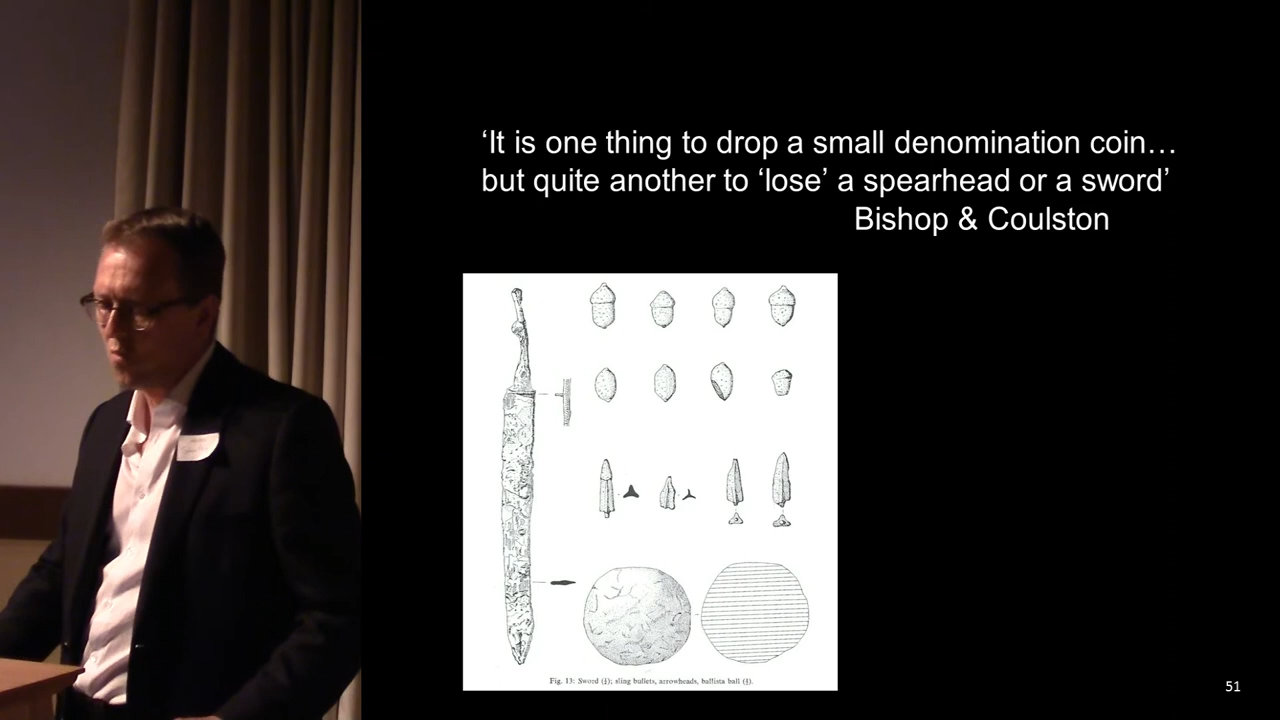 ‘It is one thing to drop a small denomination coin…
but quite another to ‘lose’ a spearhead or a sword’
Bishop & Coulston
Fig. 13: Sword (¼); sling bullets, arrowheads, ballista ball (½).
51